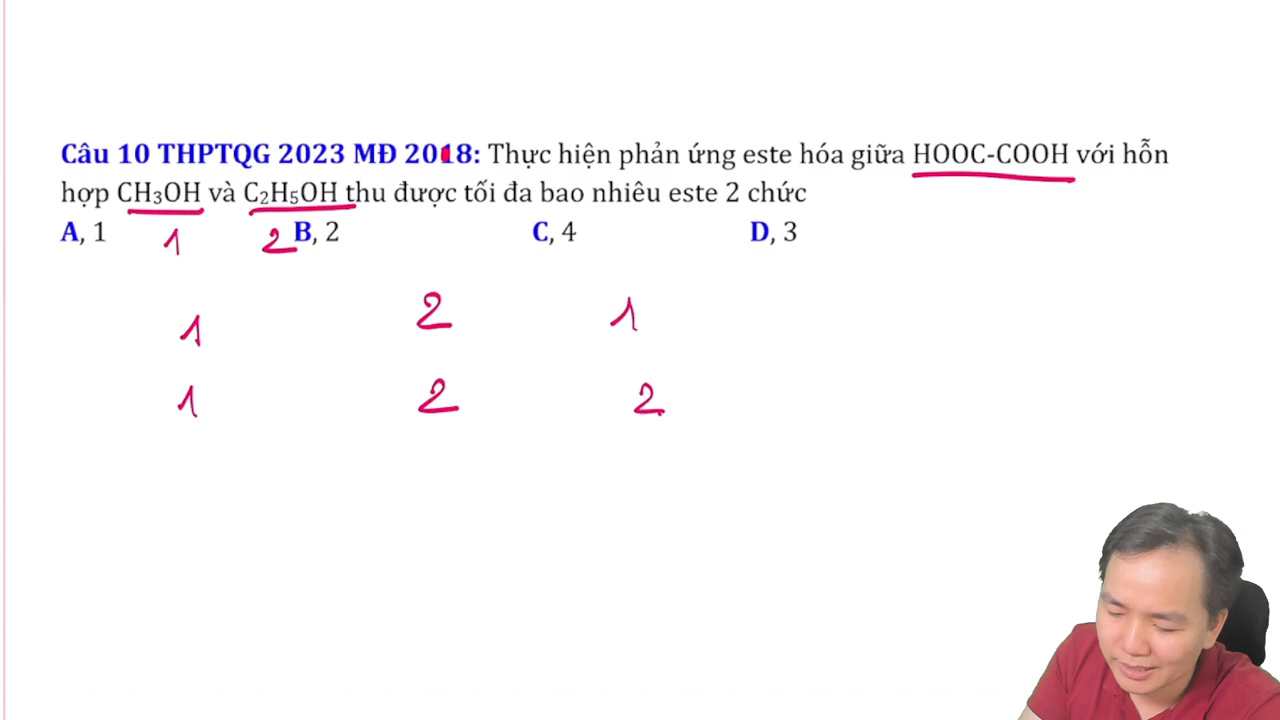 Câu 10 THPTQG 2023 MĐ 2018: Thực hiện phản ứng este hóa giữa HOOC-COOH với hỗn
hợp CH₃OH và C₂H₅OH thu được tối đa bao nhiêu este 2 chức
A, 1 B, 2 C, 4 D, 3
1 2
1 2 1
1 2 2